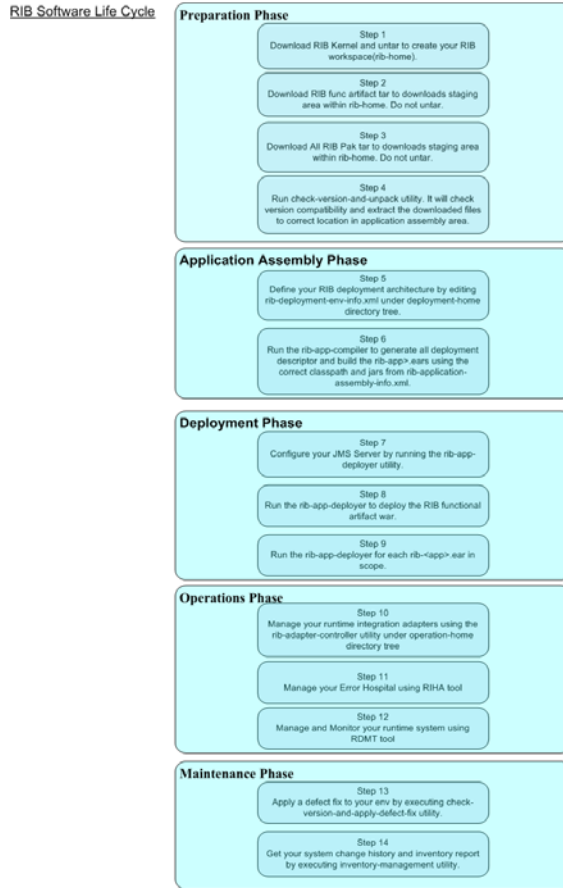 RIB Software Life Cycle
Preparation Phase
Step 1
Download RIB Kernel and untar to create your RIB
workspace(rib-home).
Step 2
Download RIB func artifact tar to downloads staging
area within rib-home. Do not untar.
Step 3
Download All RIB Pak tar to downloads staging area
within rib-home. Do not untar.
Step 4
Run check-version-and-unpack utility. It will check
version compatibility and extract the downloaded files
to correct location in application assembly area.
Application Assembly Phase
Step 5
Define your RIB deployment architecture by editing
rib-deployment-env-info.xml under deployment-home
directory tree.
Step 6
Run the rib-app-compiler to generate all deployment
descriptor and build the rib-app>.ears using the
correct classpath and jars from rib-application-
assembly-info.xml.
Deployment Phase
Step 7
Configure your JMS Server by running the rib-app-
deployer utility.
Step 8
Run the rib-app-deployer to deploy the RIB functional
artifact war.
Step 9
Run the rib-app-deployer for each rib-<app>.ear in
scope.
Operations Phase
Step 10
Manage your runtime integration adapters using the
rib-adapter-controller utility under operation-home
directory tree
Step 11
Manage your Error Hospital using RIHA tool
Step 12
Manage and Monitor your runtime system using
RDMT tool
Maintenance Phase
Step 13
Apply a defect fix to your env by executing check-
version-and-apply-defect-fix utility.
Step 14
Get your system change history and inventory report
by executing inventory-management utility.